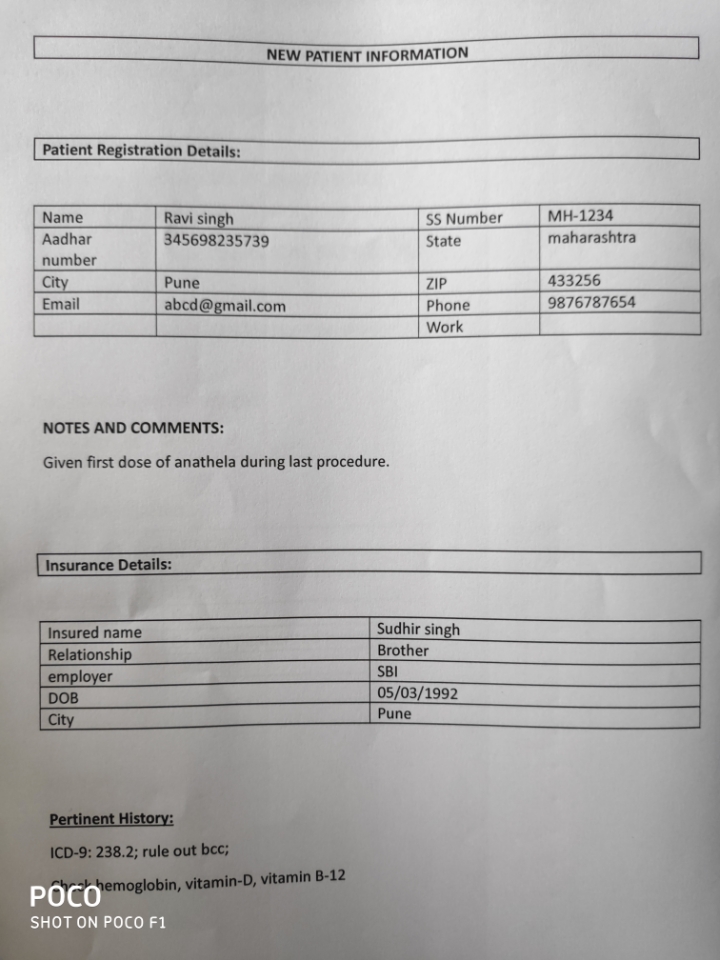 NEW PATIENT INFORMATION
Patient Registration Details:
Name Ravi singh SS Number MH-1234
Aadhar number 345698235739 State maharashtra
City Pune ZIP 433256
Email abcd@gmail.com Phone 9876787654
Work
NOTES AND COMMENTS:
Given first dose of anathela during last procedure.
Insurance Details:
Insured name Sudhir singh
Relationship Brother
employer SBI
DOB 05/03/1992
City Pune
Pertinent History:
ICD-9: 238.2; rule out bcc;
Check hemoglobin, vitamin-D, vitamin B-12
POCO
SHOT ON POCO F1